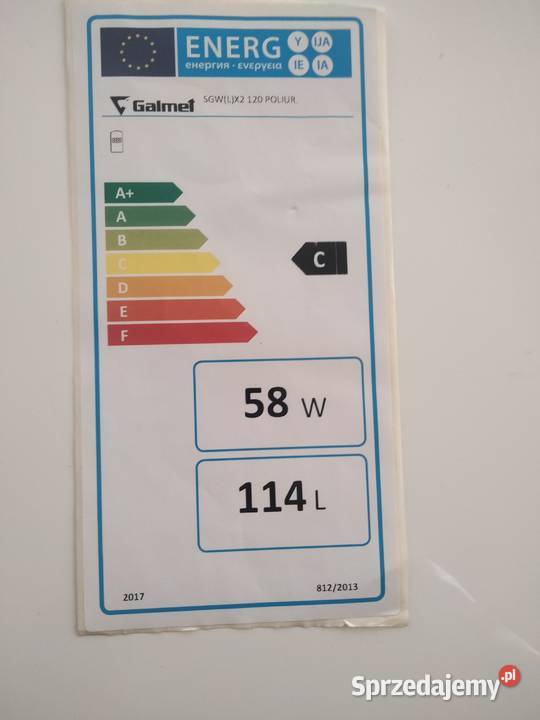 ENERG Y IJA
енергия · ενεργεια IE IA
Galmet SGW(L)X2 120 POLIUR.
A+
A
B
C
C
D
E
F
58 W
114 L
2017 812/2013
Sprzedajemy.pl